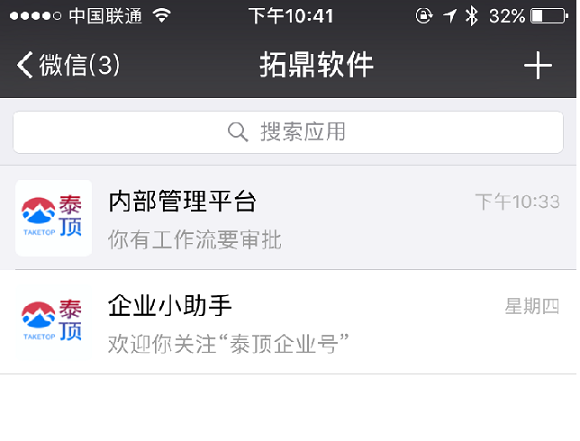 中国联通 下午10:41 32%
微信(3) 拓鼎软件
搜索应用
泰顶 TAKETOP
内部管理平台 下午10:33
你有工作流要审批
泰顶 TAKETOP
企业小助手 星期四
欢迎你关注“泰顶企业号”